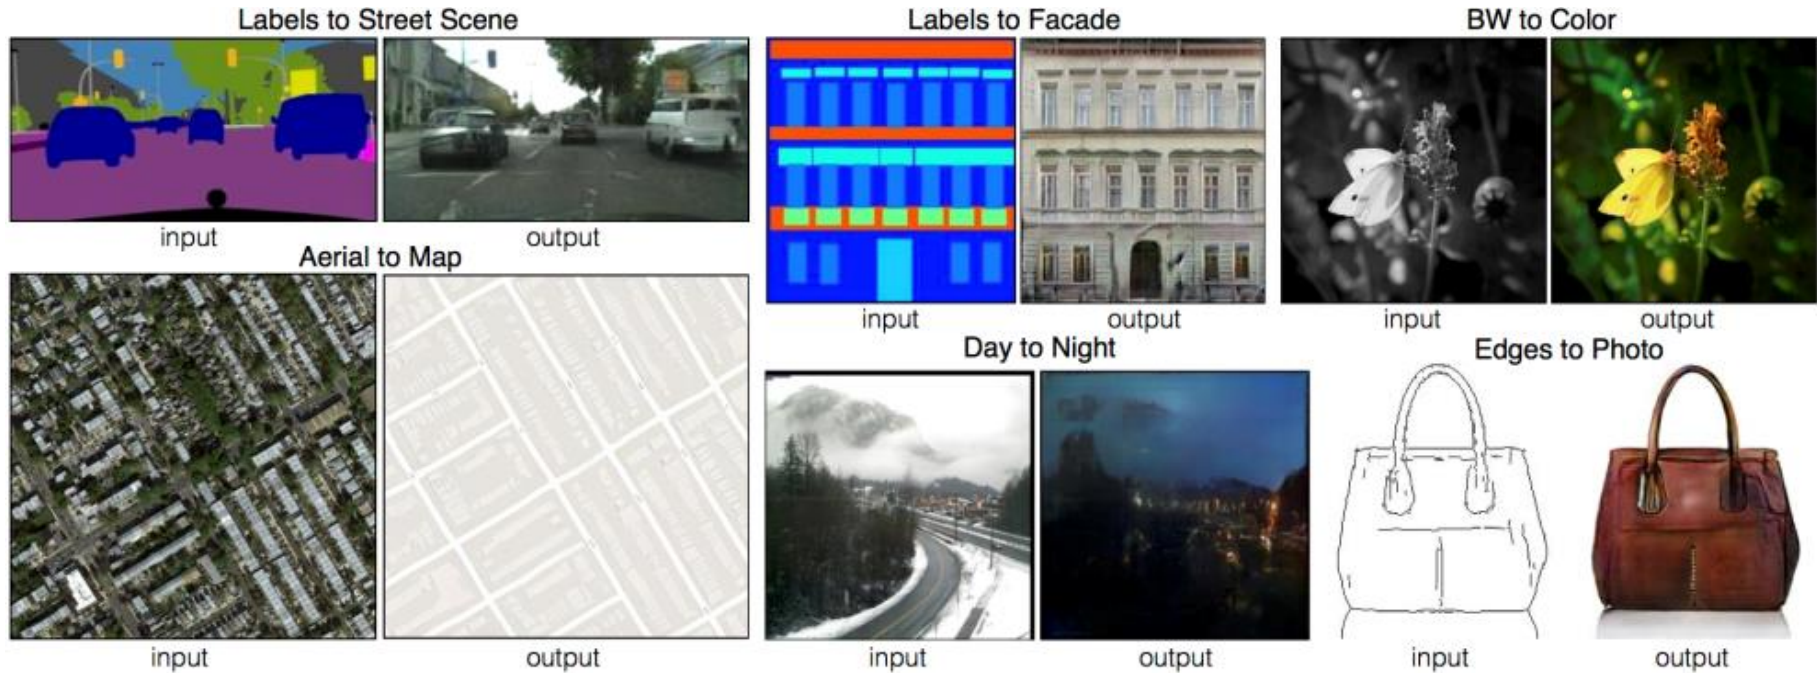 Labels to Street Scene
input
output
Aerial to Map
input
output
Labels to Facade
input
output
BW to Color
input
output
Day to Night
input
output
Edges to Photo
input
output